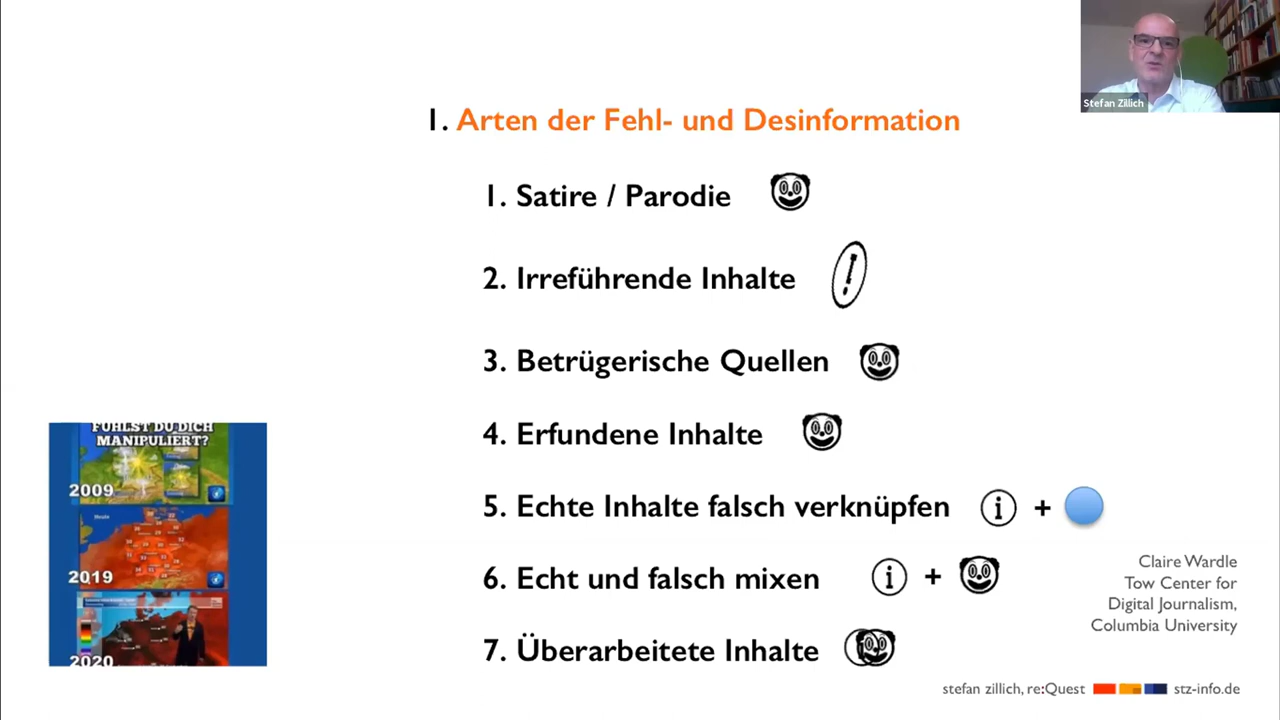 Stefan Zillich
1. Arten der Fehl- und Desinformation
1. Satire / Parodie
2. Irreführende Inhalte
3. Betrügerische Quellen
4. Erfundene Inhalte
5. Echte Inhalte falsch verknüpfen
i +
6. Echt und falsch mixen
i +
7. Überarbeitete Inhalte
FÜHLST DU DICH
MANIPULIERT?
2009
Heute
2019
2020
Claire Wardle
Tow Center for
Digital Journalism,
Columbia University
stefan zillich, re:Quest stz-info.de